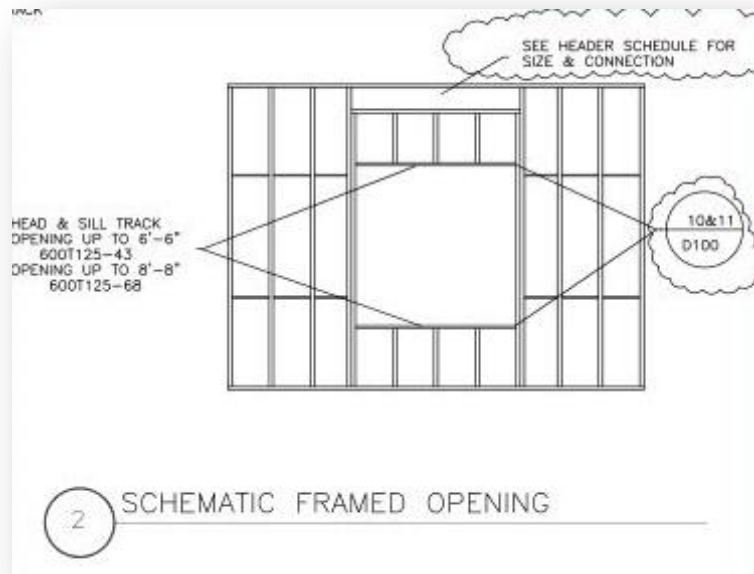 SEE HEADER SCHEDULE FOR
SIZE & CONNECTION
HEAD & SILL TRACK
OPENING UP TO 6'-6"
600T125-43
OPENING UP TO 8'-8"
600T125-68
10&11
D100
2
SCHEMATIC FRAMED OPENING